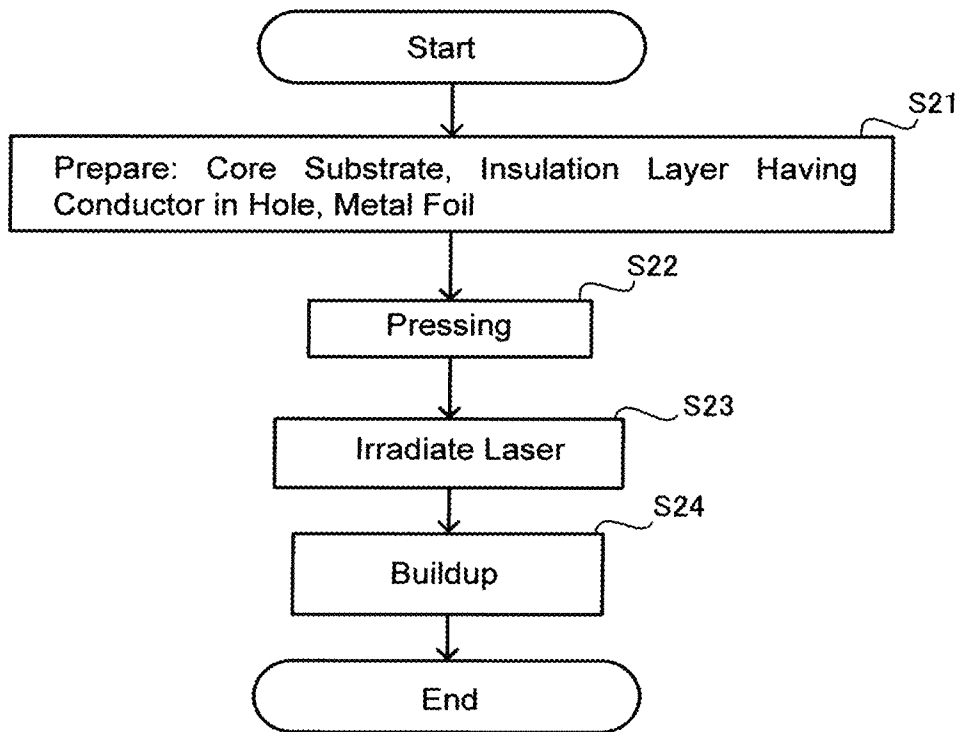 Start
S21
Prepare: Core Substrate, Insulation Layer Having
Conductor in Hole, Metal Foil
S22
Pressing
S23
Irradiate Laser
S24
Buildup
End